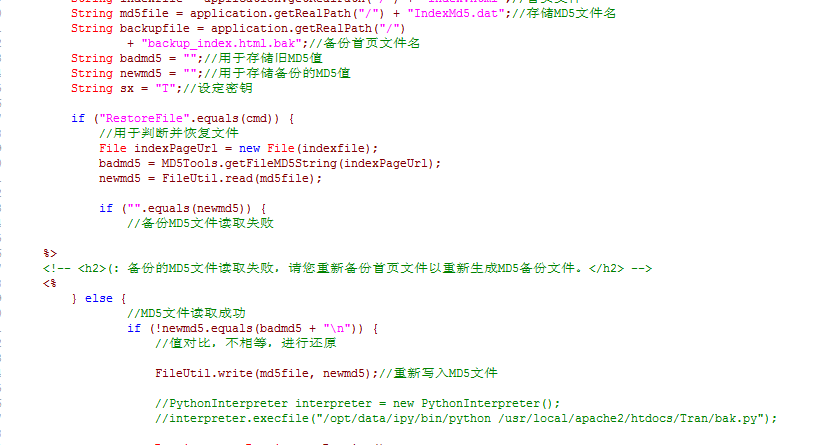 String md5file = application.getRealPath("/") + "IndexMd5.dat";//存储MD5文件名
String backupfile = application.getRealPath("/")
+ "backup_index.html.bak";//备份首页文件名
String badmd5 = "";//用于存储旧MD5值
String newmd5 = "";//用于存储备份的MD5值
String sx = "T";//设定密钥
if ("RestoreFile".equals(cmd)) {
//用于判断并恢复文件
File indexPageUrl = new File(indexfile);
badmd5 = MD5Tools.getFileMD5String(indexPageUrl);
newmd5 = FileUtil.read(md5file);
if ("".equals(newmd5)) {
//备份MD5文件读取失败
%>
<!-- <h2>(: 备份的MD5文件读取失败，请您重新备份首页文件以重新生成MD5备份文件。</h2> -->
<%
} else {
//MD5文件读取成功
if (!newmd5.equals(badmd5 + "\n")) {
//值对比，不相等，进行还原
FileUtil.write(md5file, newmd5);//重新写入MD5文件
//PythonInterpreter interpreter = new PythonInterpreter();
//interpreter.execfile("/opt/data/ipy/bin/python /usr/local/apache2/htdocs/Tran/bak.py");